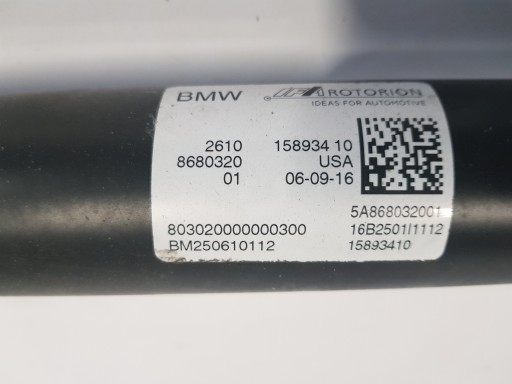 BMW
IFA ROTORION
IDEAS FOR AUTOMOTIVE
2610 158934 10
8680320 USA
01 06-09-16
5A868032001
803020000000300 16B2501I1112
BM250610112 15893410